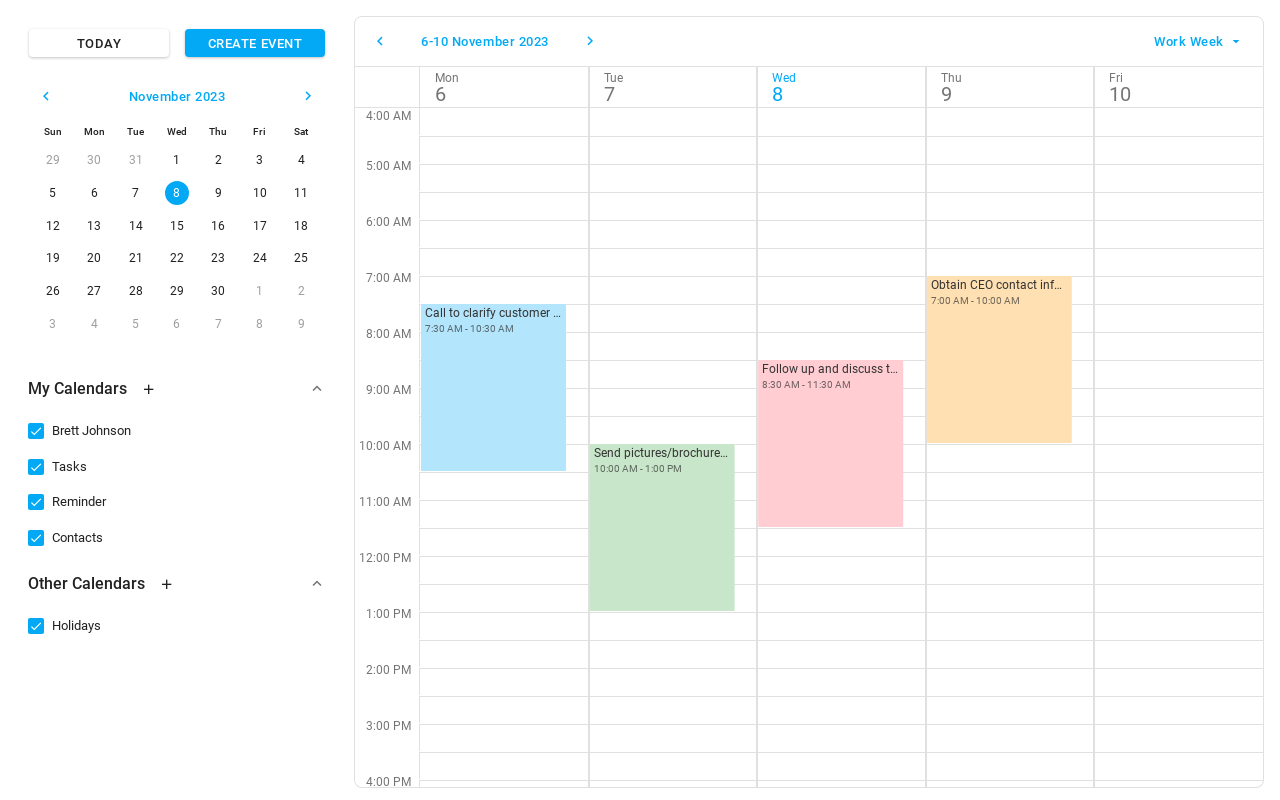 TODAY
CREATE EVENT
November 2023
Sun Mon Tue Wed Thu Fri Sat
29 30 31 1 2 3 4
5 6 7 8 9 10 11
12 13 14 15 16 17 18
19 20 21 22 23 24 25
26 27 28 29 30 1 2
3 4 5 6 7 8 9
My Calendars
Brett Johnson
Tasks
Reminder
Contacts
Other Calendars
Holidays
6-10 November 2023
Work Week
Mon
6
Tue
7
Wed
8
Thu
9
Fri
10
4:00 AM
5:00 AM
6:00 AM
7:00 AM
8:00 AM
9:00 AM
10:00 AM
11:00 AM
12:00 PM
1:00 PM
2:00 PM
3:00 PM
4:00 PM
Call to clarify customer ...
7:30 AM - 10:30 AM
Send pictures/brochure...
10:00 AM - 1:00 PM
Follow up and discuss t...
8:30 AM - 11:30 AM
Obtain CEO contact inf...
7:00 AM - 10:00 AM